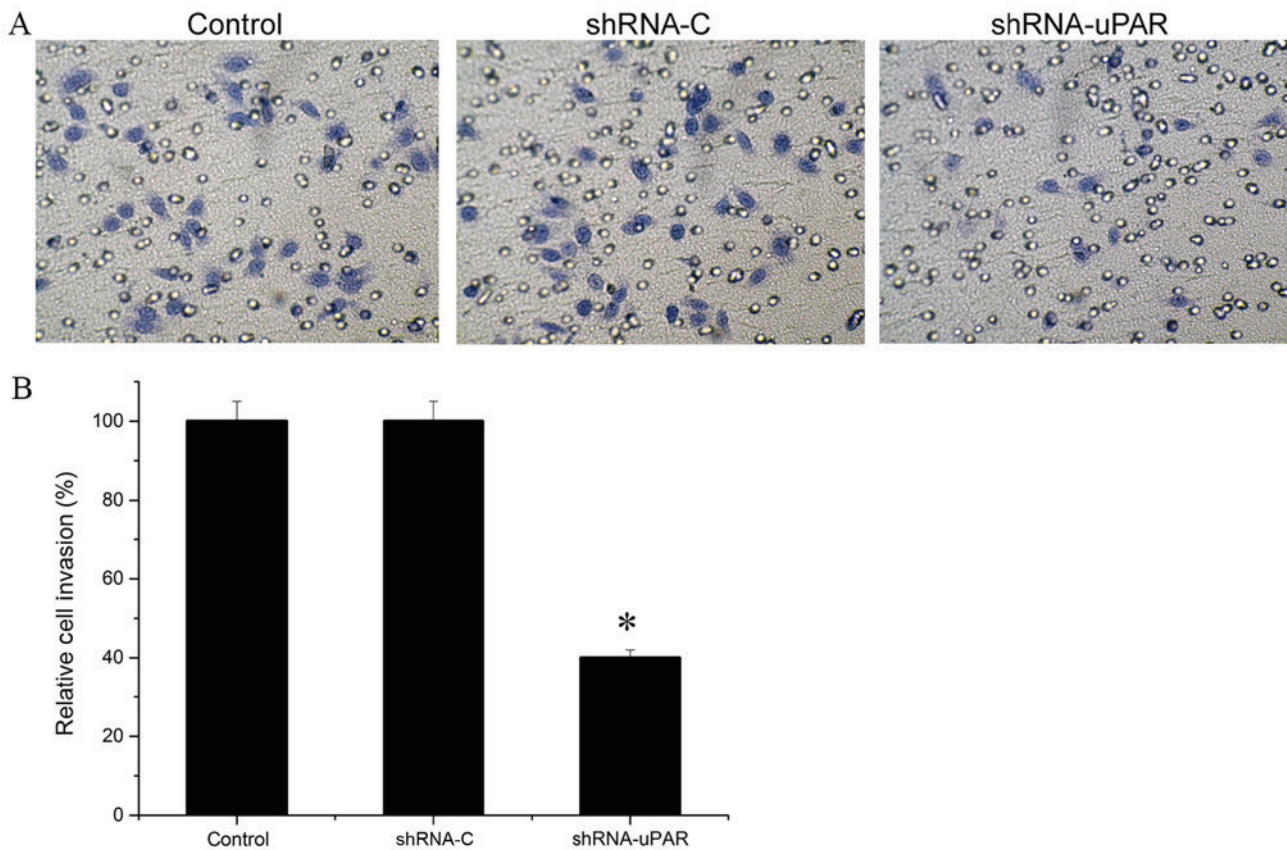 A
Control
shRNA-C
shRNA-uPAR
B
Relative cell invasion (%)
100
80
60
40
20
0
*
Control
shRNA-C
shRNA-uPAR